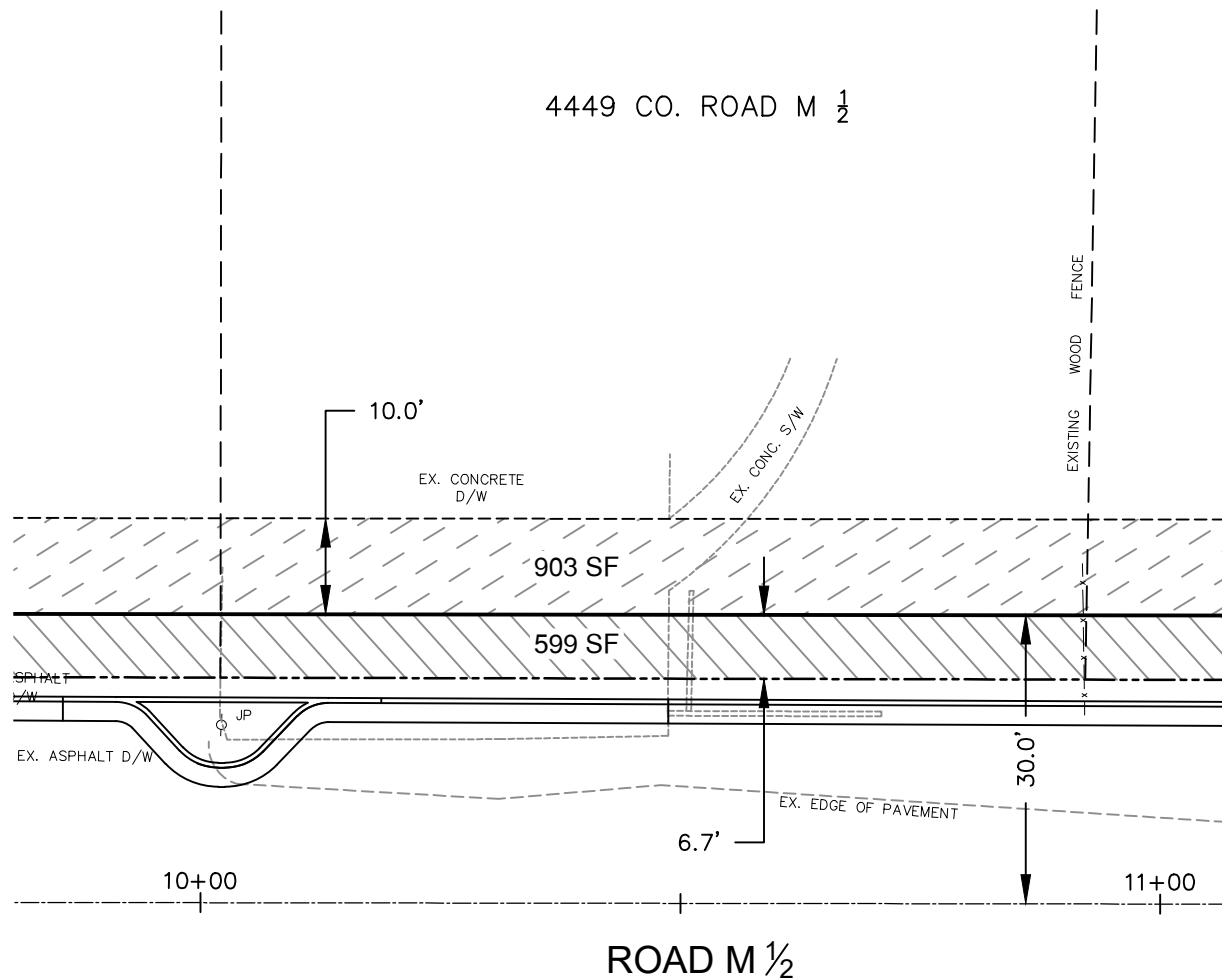 4449 CO. ROAD M ½
EXISTING WOOD FENCE
10.0'
EX. CONC. S/W
EX. CONCRETE
D/W
903 SF
599 SF
JP
EX. ASPHALT D/W
EX. EDGE OF PAVEMENT
30.0'
6.7'
10+00
11+00
ROAD M ½